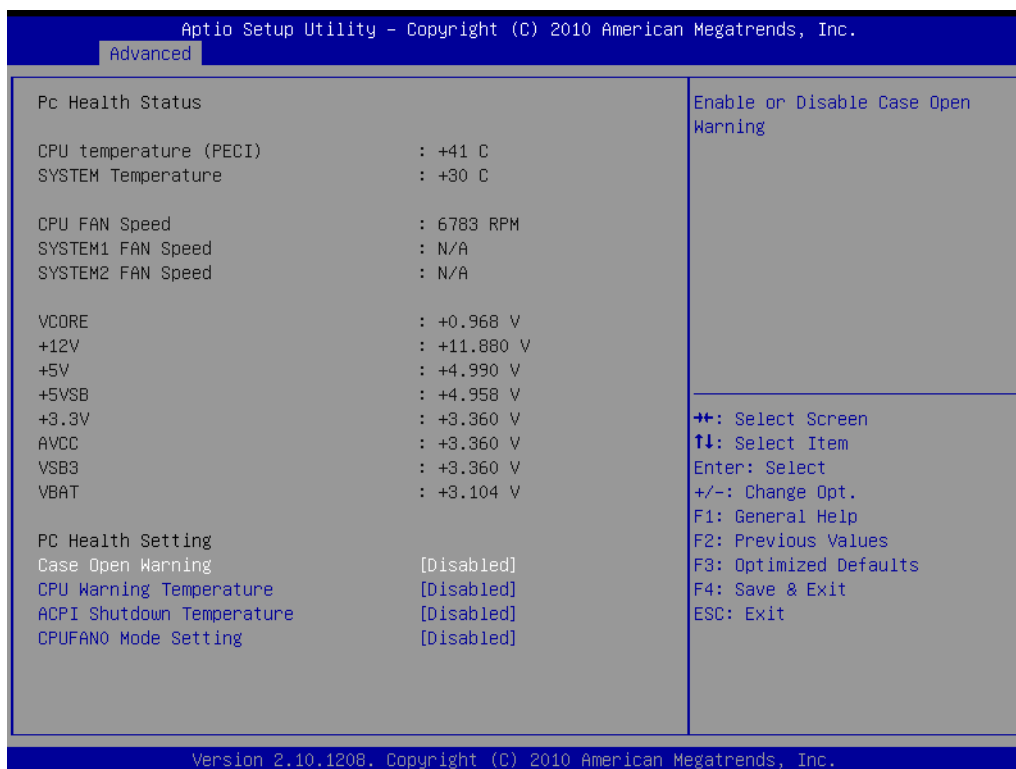 Aptio Setup Utility – Copyright (C) 2010 American Megatrends, Inc.
Advanced
Pc Health Status
CPU temperature (PECI) : +41 C
SYSTEM Temperature : +30 C
CPU FAN Speed : 6783 RPM
SYSTEM1 FAN Speed : N/A
SYSTEM2 FAN Speed : N/A
VCORE : +0.968 V
+12V : +11.880 V
+5V : +4.990 V
+5VSB : +4.958 V
+3.3V : +3.360 V
AVCC : +3.360 V
VSB3 : +3.360 V
VBAT : +3.104 V
PC Health Setting
Case Open Warning [Disabled]
CPU Warning Temperature [Disabled]
ACPI Shutdown Temperature [Disabled]
CPUFAN0 Mode Setting [Disabled]
Enable or Disable Case Open
Warning
→←: Select Screen
↑↓: Select Item
Enter: Select
+/-: Change Opt.
F1: General Help
F2: Previous Values
F3: Optimized Defaults
F4: Save & Exit
ESC: Exit
Version 2.10.1208. Copyright (C) 2010 American Megatrends, Inc.